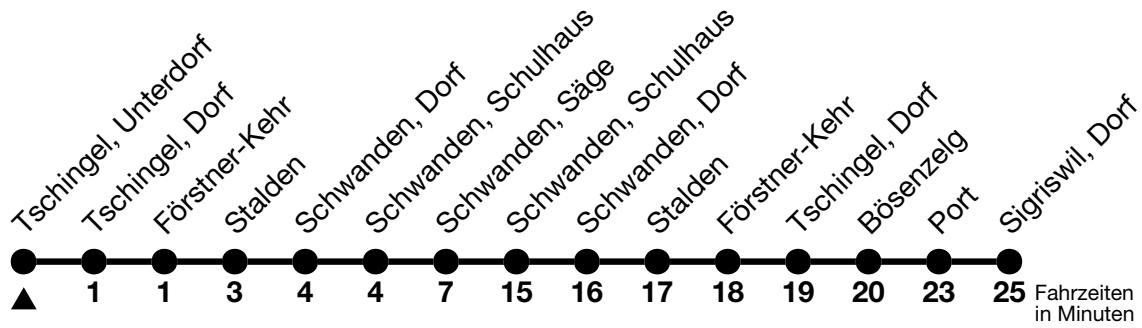 Tschingel, Unterdorf
Tschingel, Dorf
Förstner-Kehr
Stalden
Schwanden, Dorf
Schwanden, Schulhaus
Schwanden, Säge
Schwanden, Schulhaus
Schwanden, Dorf
Stalden
Förstner-Kehr
Tschingel, Dorf
Bösenzelg
Port
Sigriswil, Dorf
1 1 3 4 4 7 15 16 17 18 19 20 23 25 Fahrzeiten
in Minuten